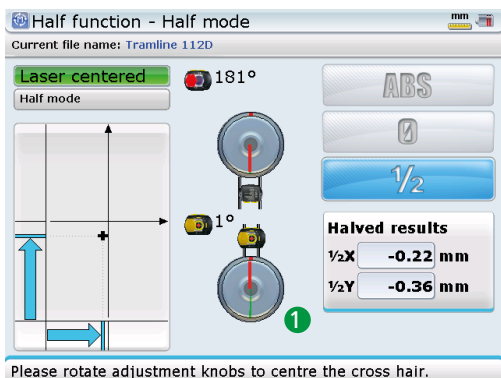 Half function - Half mode
mm
Current file name: Tramline 112D
Laser centered
Half mode
181°
1°
1
ABS
0
1/2
Halved results
½X -0.22 mm
½Y -0.36 mm
Please rotate adjustment knobs to centre the cross hair.